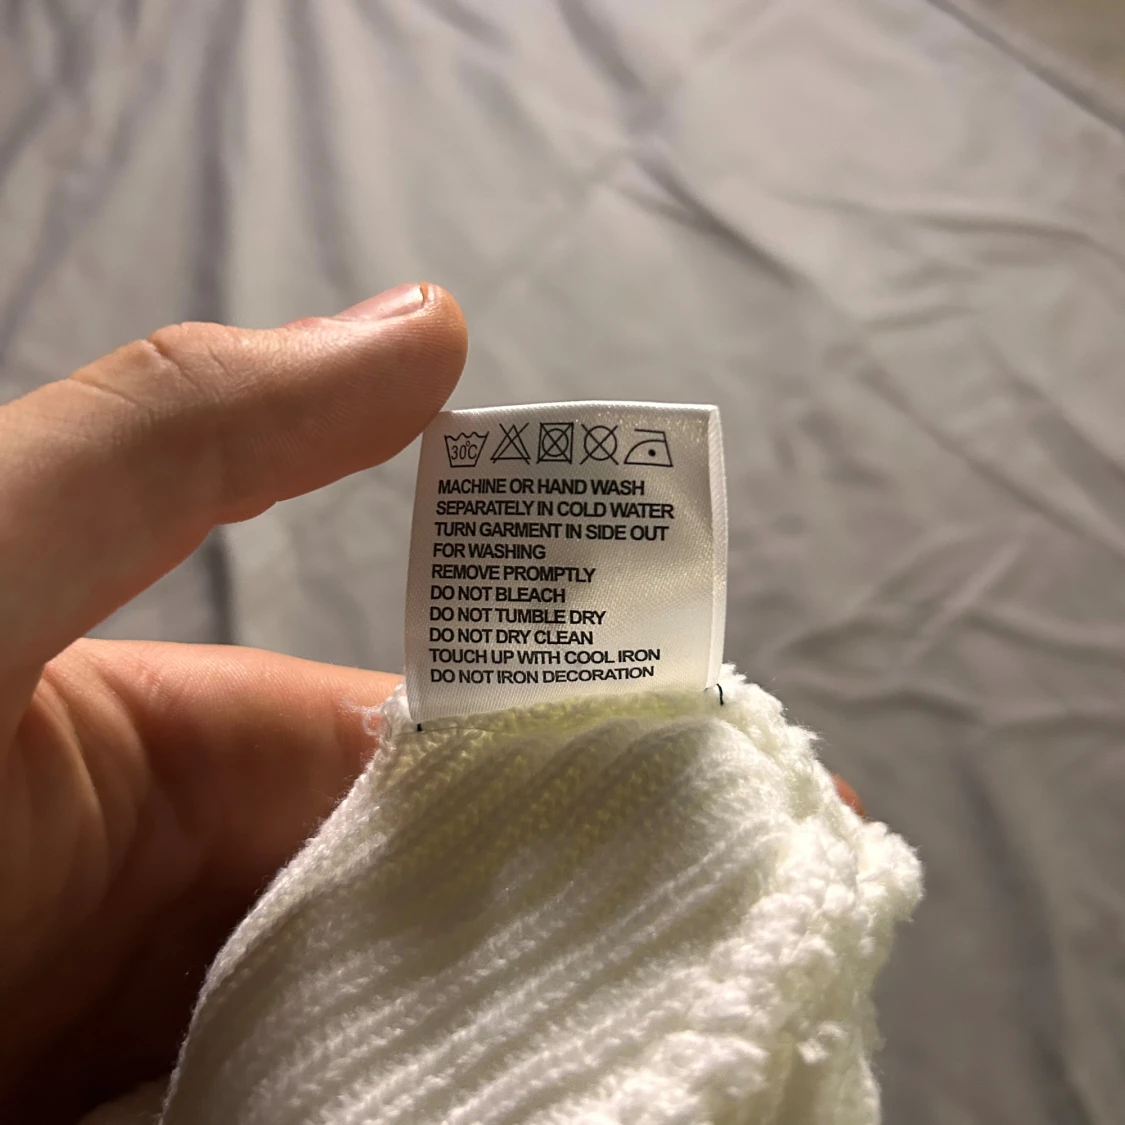 30°C
MACHINE OR HAND WASH
SEPARATELY IN COLD WATER
TURN GARMENT IN SIDE OUT
FOR WASHING
REMOVE PROMPTLY
DO NOT BLEACH
DO NOT TUMBLE DRY
DO NOT DRY CLEAN
TOUCH UP WITH COOL IRON
DO NOT IRON DECORATION